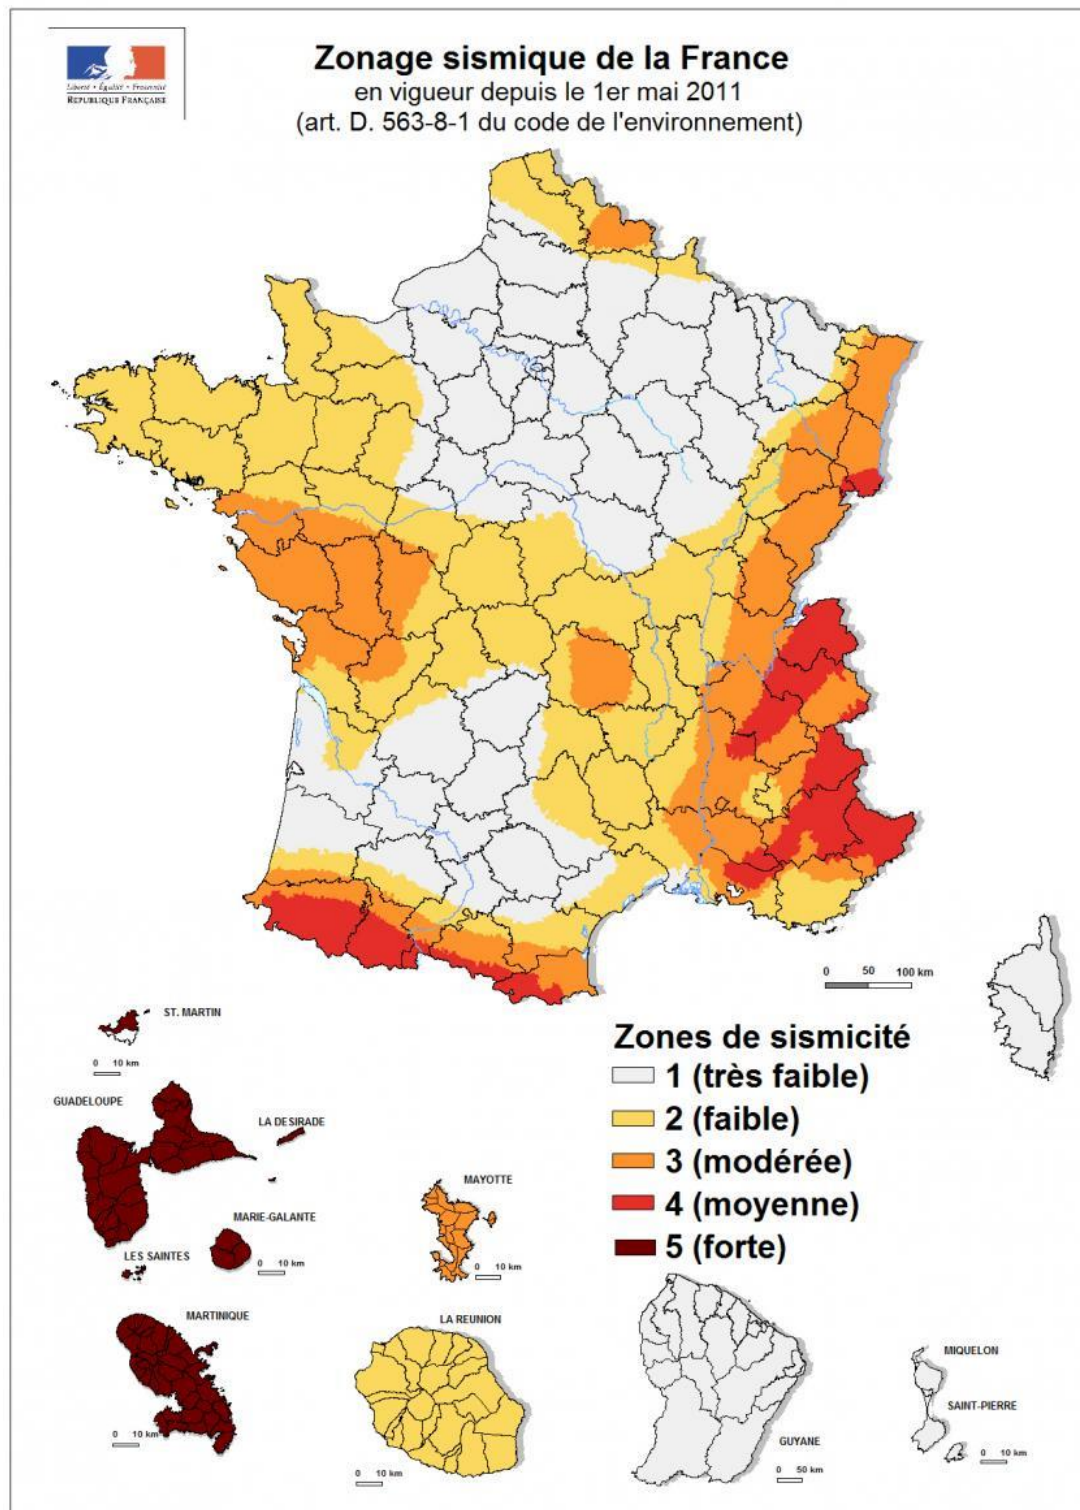 Zonage sismique de la France
en vigueur depuis le 1er mai 2011
(art. D. 563-8-1 du code de l'environnement)
Liberté • Égalité • Fraternité
RÉPUBLIQUE FRANÇAISE
0 50 100 km
ST. MARTIN
0 10 km
GUADELOUPE
LA DESIRADE
MARIE-GALANTE
LES SAINTES
0 10 km
MARTINIQUE
0 10 km
MAYOTTE
0 10 km
LA REUNION
0 10 km
Zones de sismicité
1 (très faible)
2 (faible)
3 (modérée)
4 (moyenne)
5 (forte)
GUYANE
0 50 km
MIQUELON
SAINT-PIERRE
0 10 km